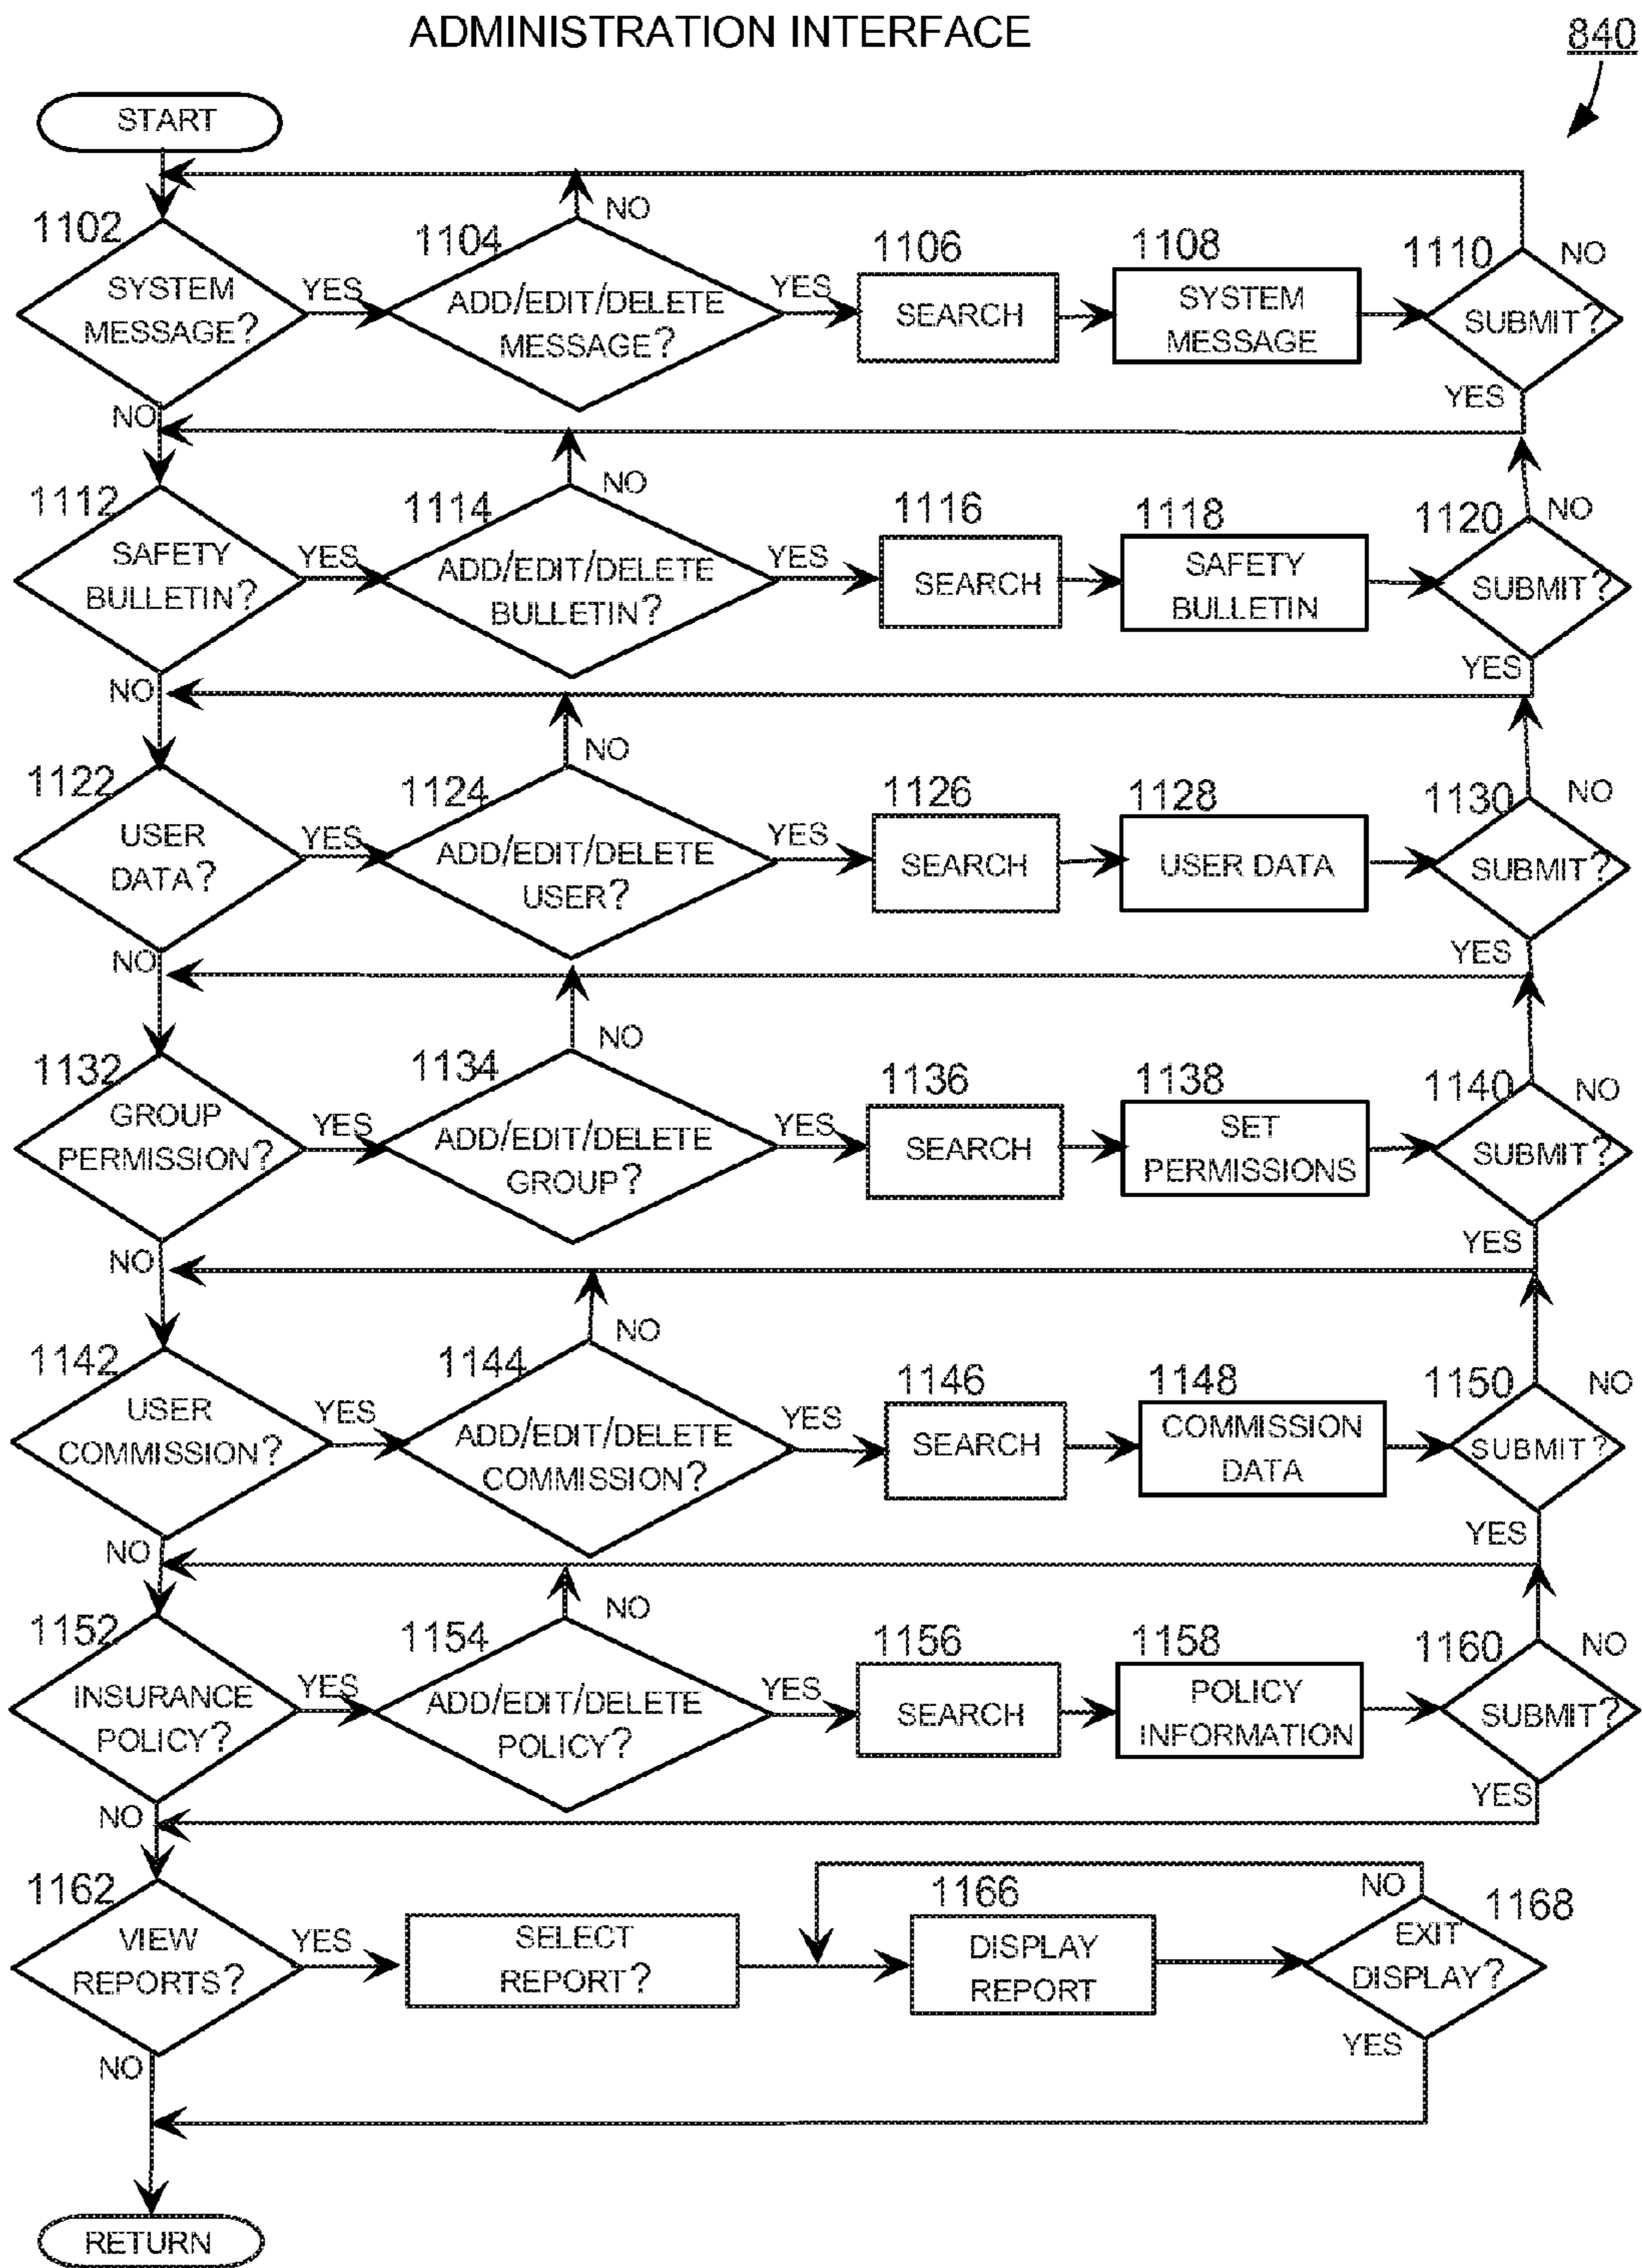 ADMINISTRATION INTERFACE
840
START
1102
SYSTEM
MESSAGE?
YES
NO
1104
ADD/EDIT/DELETE
MESSAGE?
NO
YES
1106
SEARCH
1108
SYSTEM
MESSAGE
1110
SUBMIT?
NO
YES
1112
SAFETY
BULLETIN?
YES
NO
1114
ADD/EDIT/DELETE
BULLETIN?
NO
YES
1116
SEARCH
1118
SAFETY
BULLETIN
1120
SUBMIT?
NO
YES
1122
USER
DATA?
YES
NO
1124
ADD/EDIT/DELETE
USER?
NO
YES
1126
SEARCH
1128
USER DATA
1130
SUBMIT?
NO
YES
1132
GROUP
PERMISSION?
YES
NO
1134
ADD/EDIT/DELETE
GROUP?
NO
YES
1136
SEARCH
1138
SET
PERMISSIONS
1140
SUBMIT?
NO
YES
1142
USER
COMMISSION?
YES
NO
1144
ADD/EDIT/DELETE
COMMISSION?
NO
YES
1146
SEARCH
1148
COMMISSION
DATA
1150
SUBMIT?
NO
YES
1152
INSURANCE
POLICY?
YES
NO
1154
ADD/EDIT/DELETE
POLICY?
NO
YES
1156
SEARCH
1158
POLICY
INFORMATION
1160
SUBMIT?
NO
YES
1162
VIEW
REPORTS?
YES
NO
SELECT
REPORT?
1166
DISPLAY
REPORT
1168
EXIT
DISPLAY?
NO
YES
RETURN